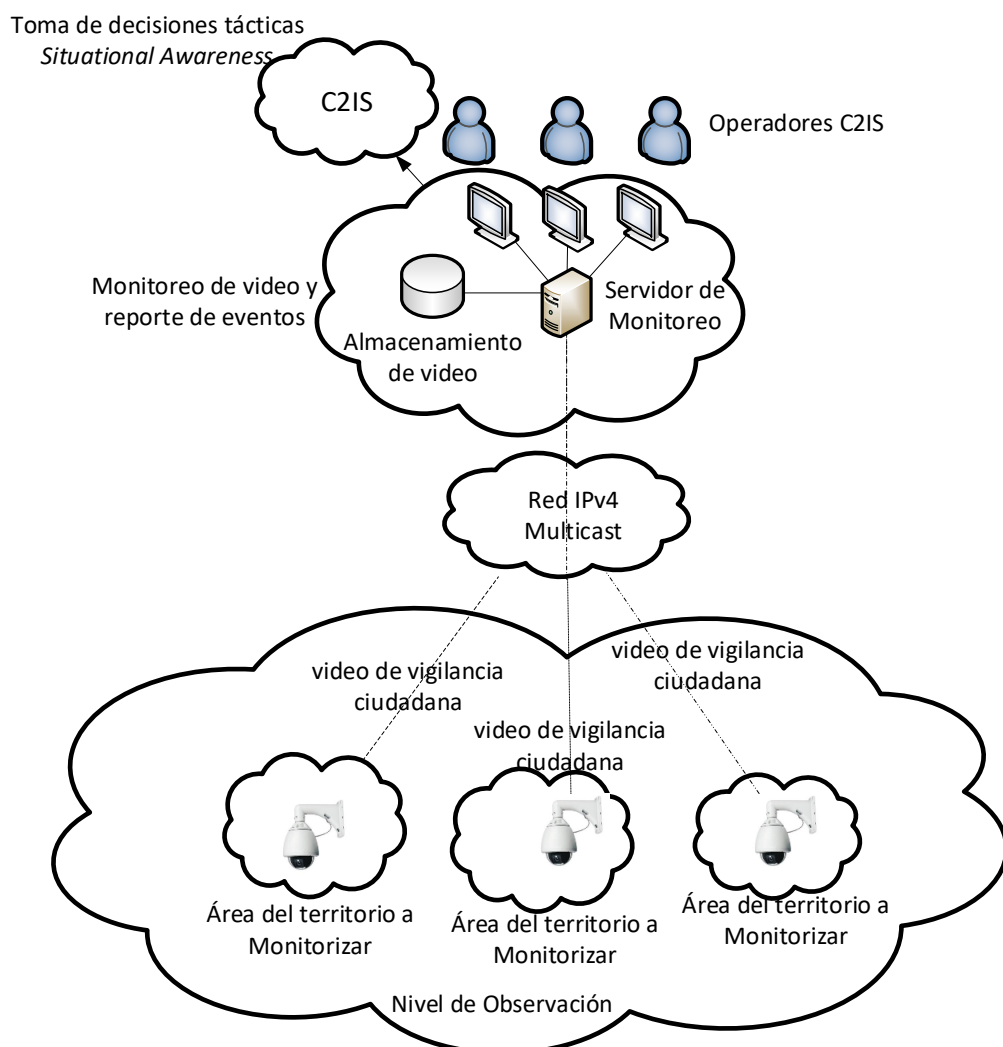 Toma de decisiones tácticas
Situational Awareness
C2IS
Operadores C2IS
Monitoreo de video y
reporte de eventos
Servidor de
Monitoreo
Almacenamiento
de video
Red IPv4
Multicast
video de vigilancia
ciudadana
video de vigilancia
ciudadana
video de vigilancia
ciudadana
Área del territorio a
Monitorizar
Área del territorio a
Monitorizar
Área del territorio a
Monitorizar
Nivel de Observación